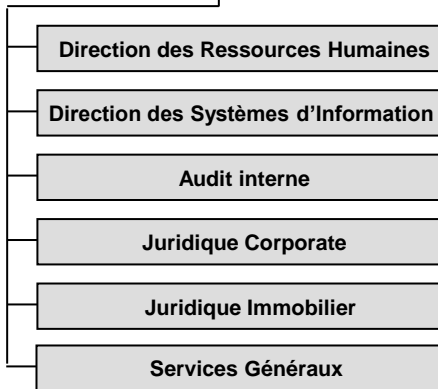 Direction des Ressources Humaines
Direction des Systèmes d’Information
Audit interne
Juridique Corporate
Juridique Immobilier
Services Généraux